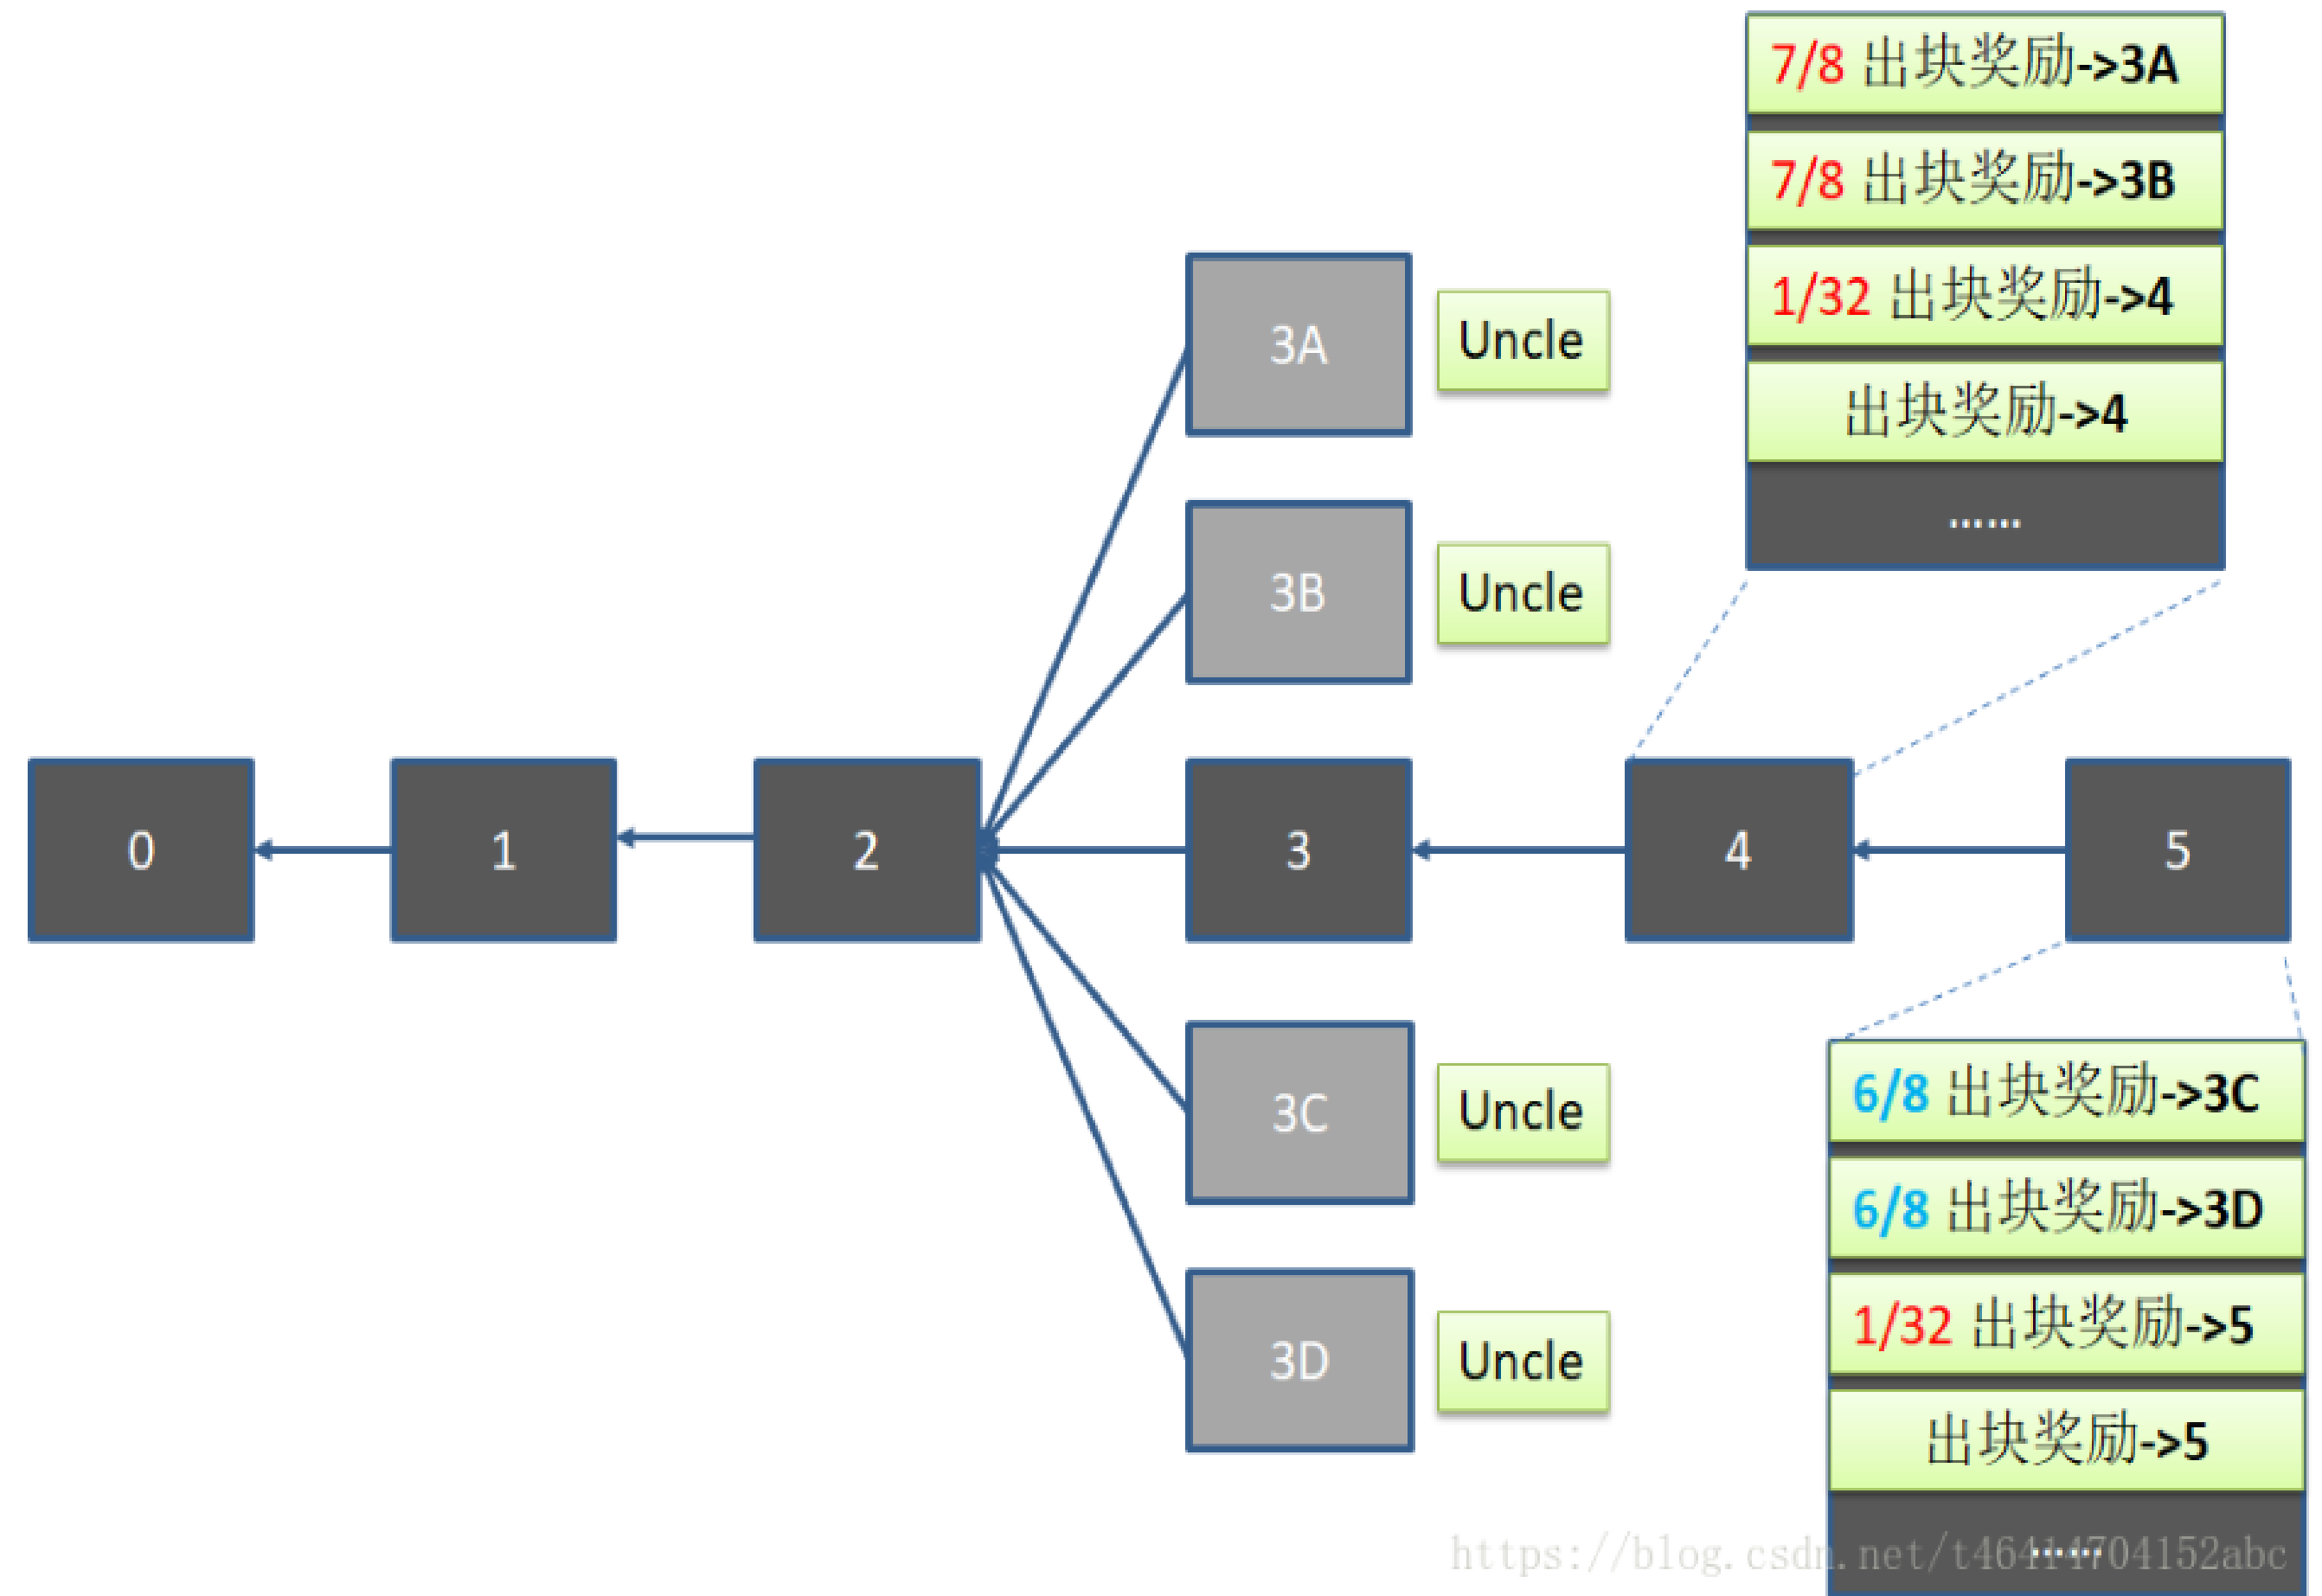 7/8 出块奖励->3A
7/8 出块奖励->3B
1/32 出块奖励->4
出块奖励->4
......
3A
Uncle
3B
Uncle
0
1
2
3
4
5
3C
Uncle
3D
Uncle
6/8 出块奖励->3C
6/8 出块奖励->3D
1/32 出块奖励->5
出块奖励->5
......
https://blog.csdn.net/t46414704152abc